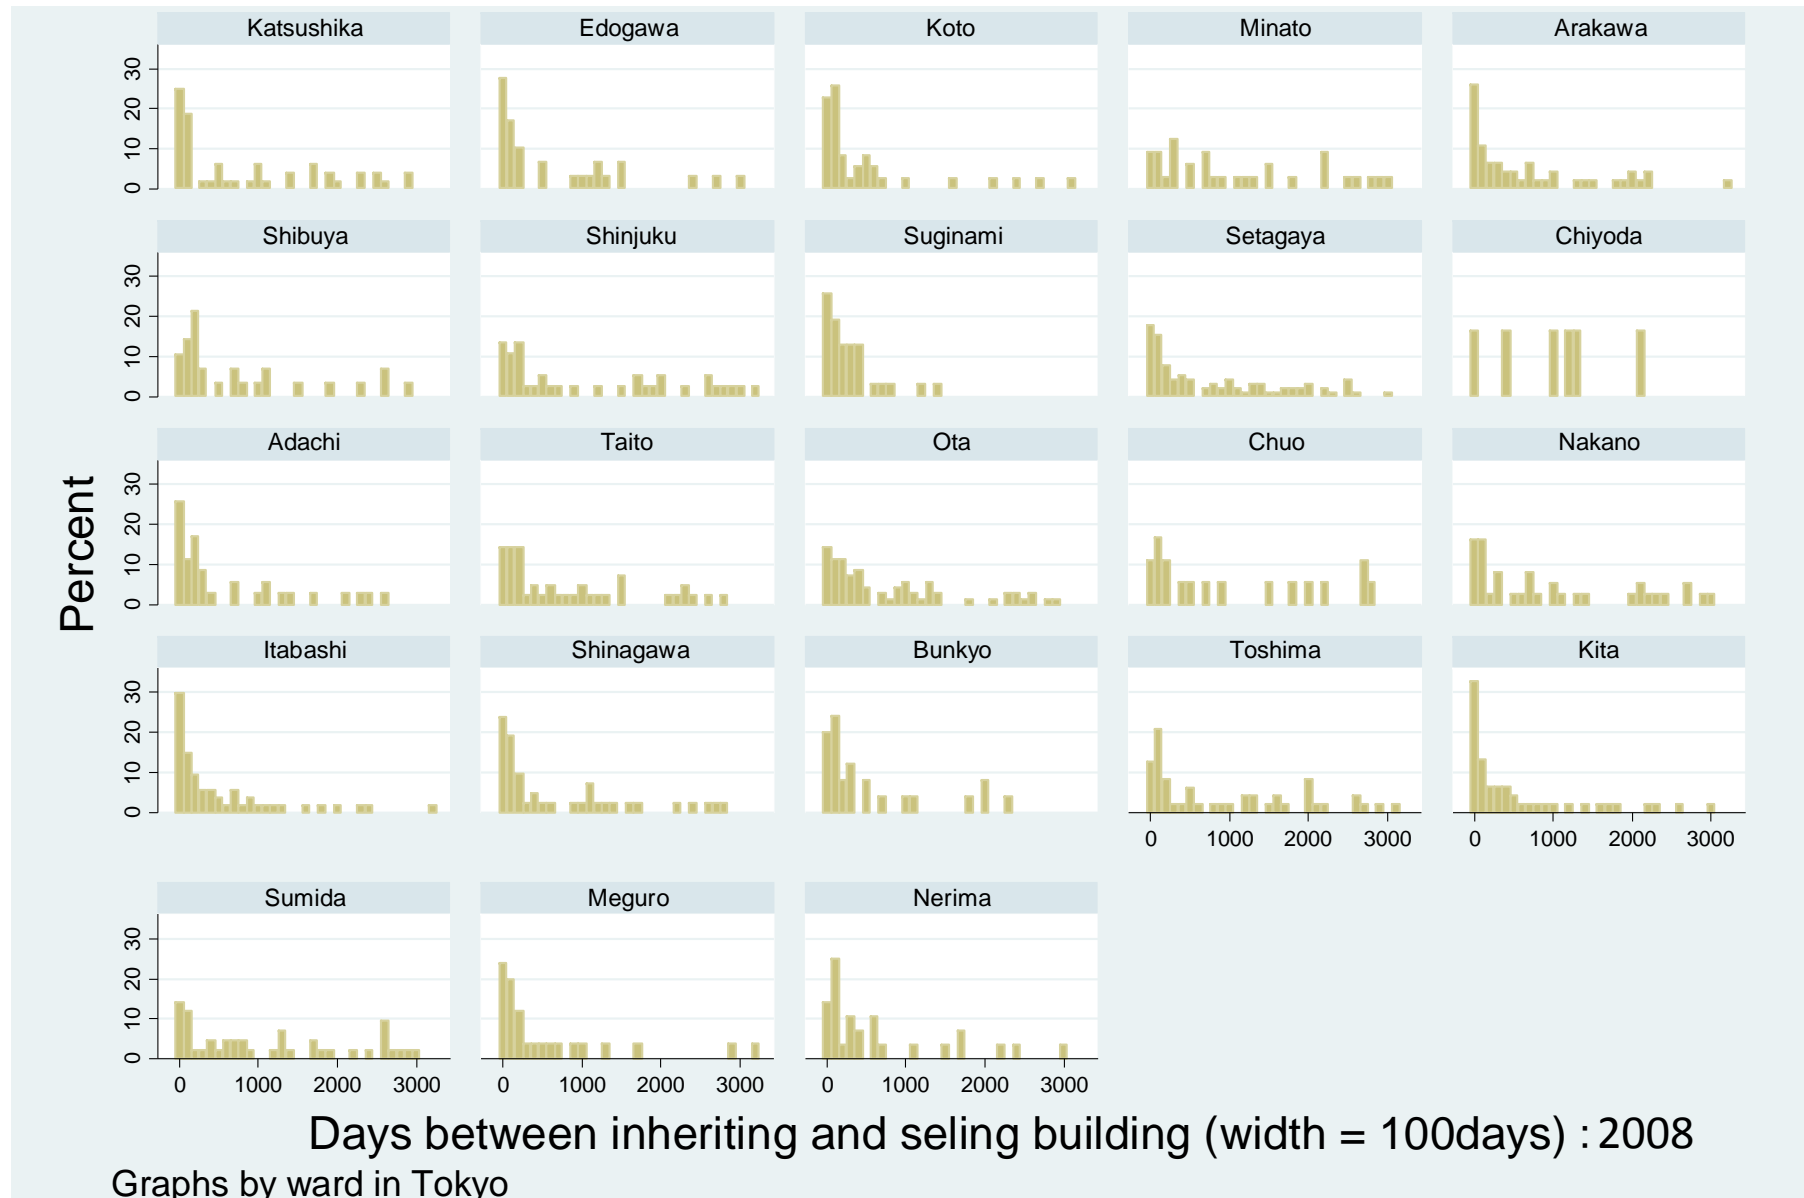 Katsushika Edogawa Koto Minato Arakawa
30
20
10
0
Shibuya Shinjuku Suginami Setagaya Chiyoda
30
20
10
0
Adachi Taito Ota Chuo Nakano
30
20
10
0
Itabashi Shinagawa Bunkyo Toshima Kita
30
20
10
0
0 1000 2000 3000 0 1000 2000 3000
Sumida Meguro Nerima
30
20
10
0
0 1000 2000 3000 0 1000 2000 3000 0 1000 2000 3000
Percent
Days between inheriting and seling building (width = 100days) : 2008
Graphs by ward in Tokyo